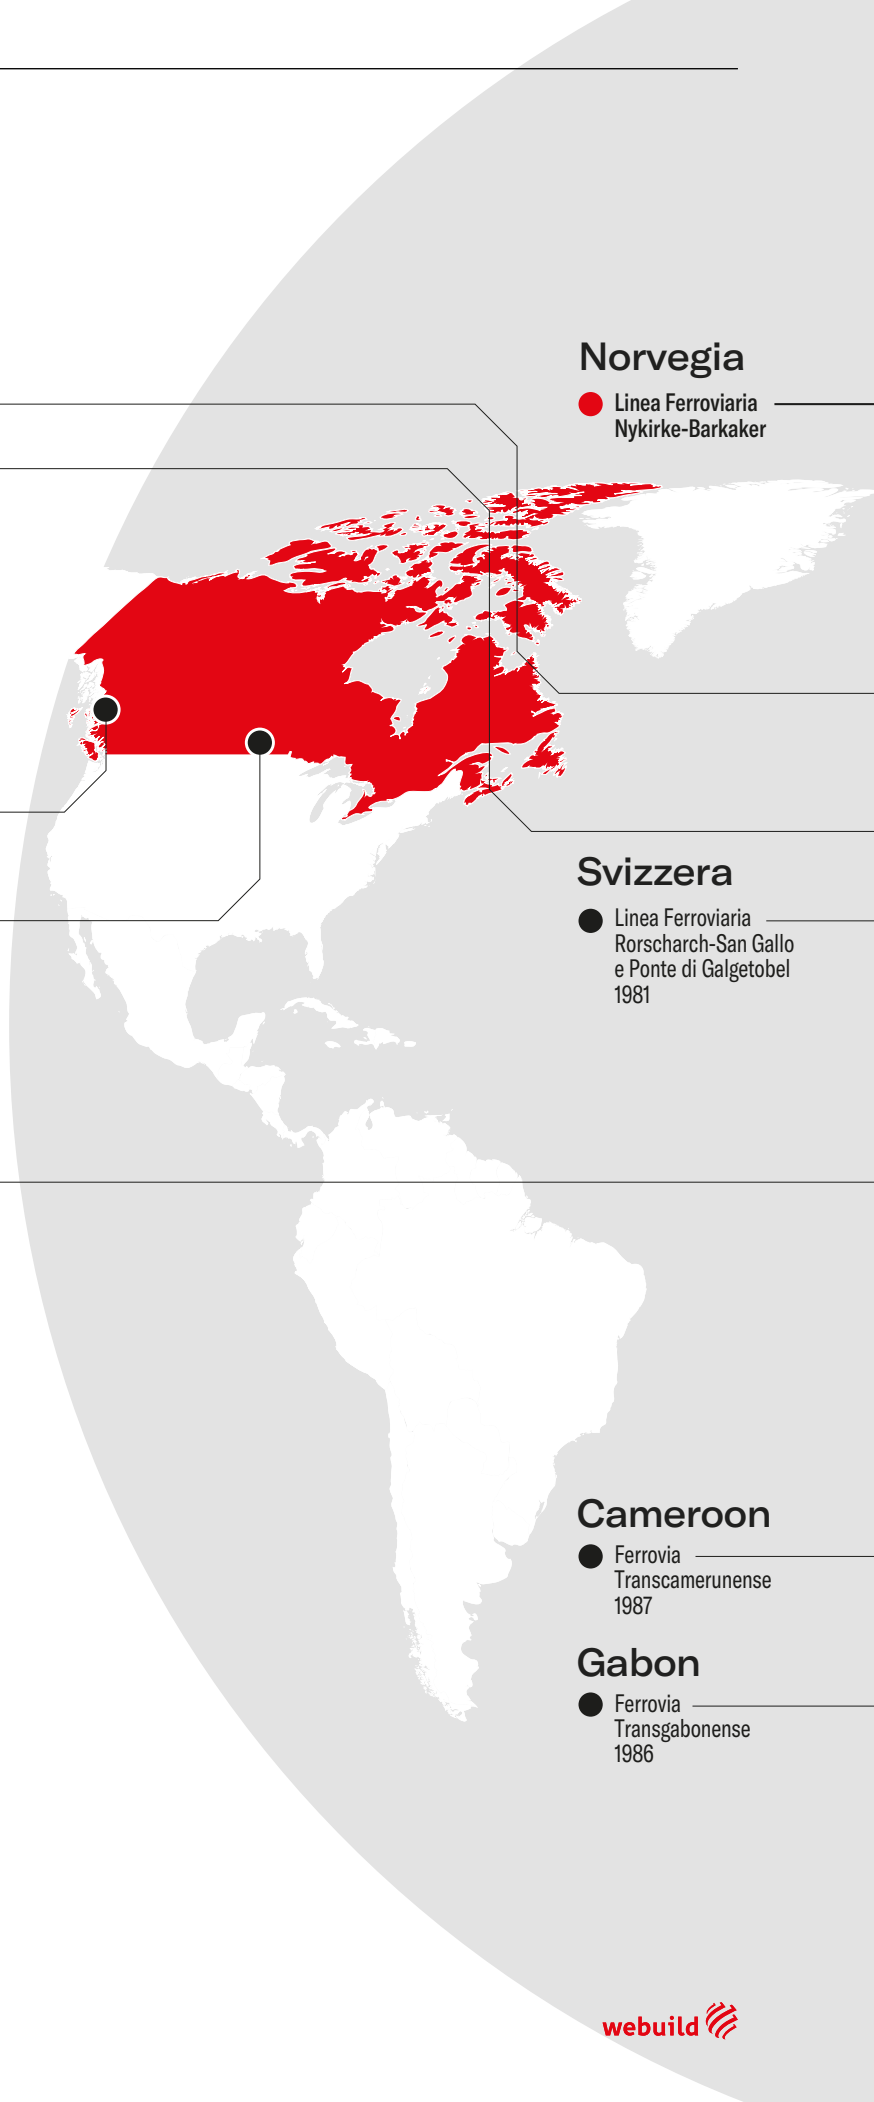 Norvegia
Linea Ferroviaria
Nykirke-Barkaker
Svizzera
Linea Ferroviaria
Rorscharch-San Gallo
e Ponte di Galgetobel
1981
Cameroon
Ferrovia
Transcamerunense
1987
Gabon
Ferrovia
Transgabonense
1986
webuild